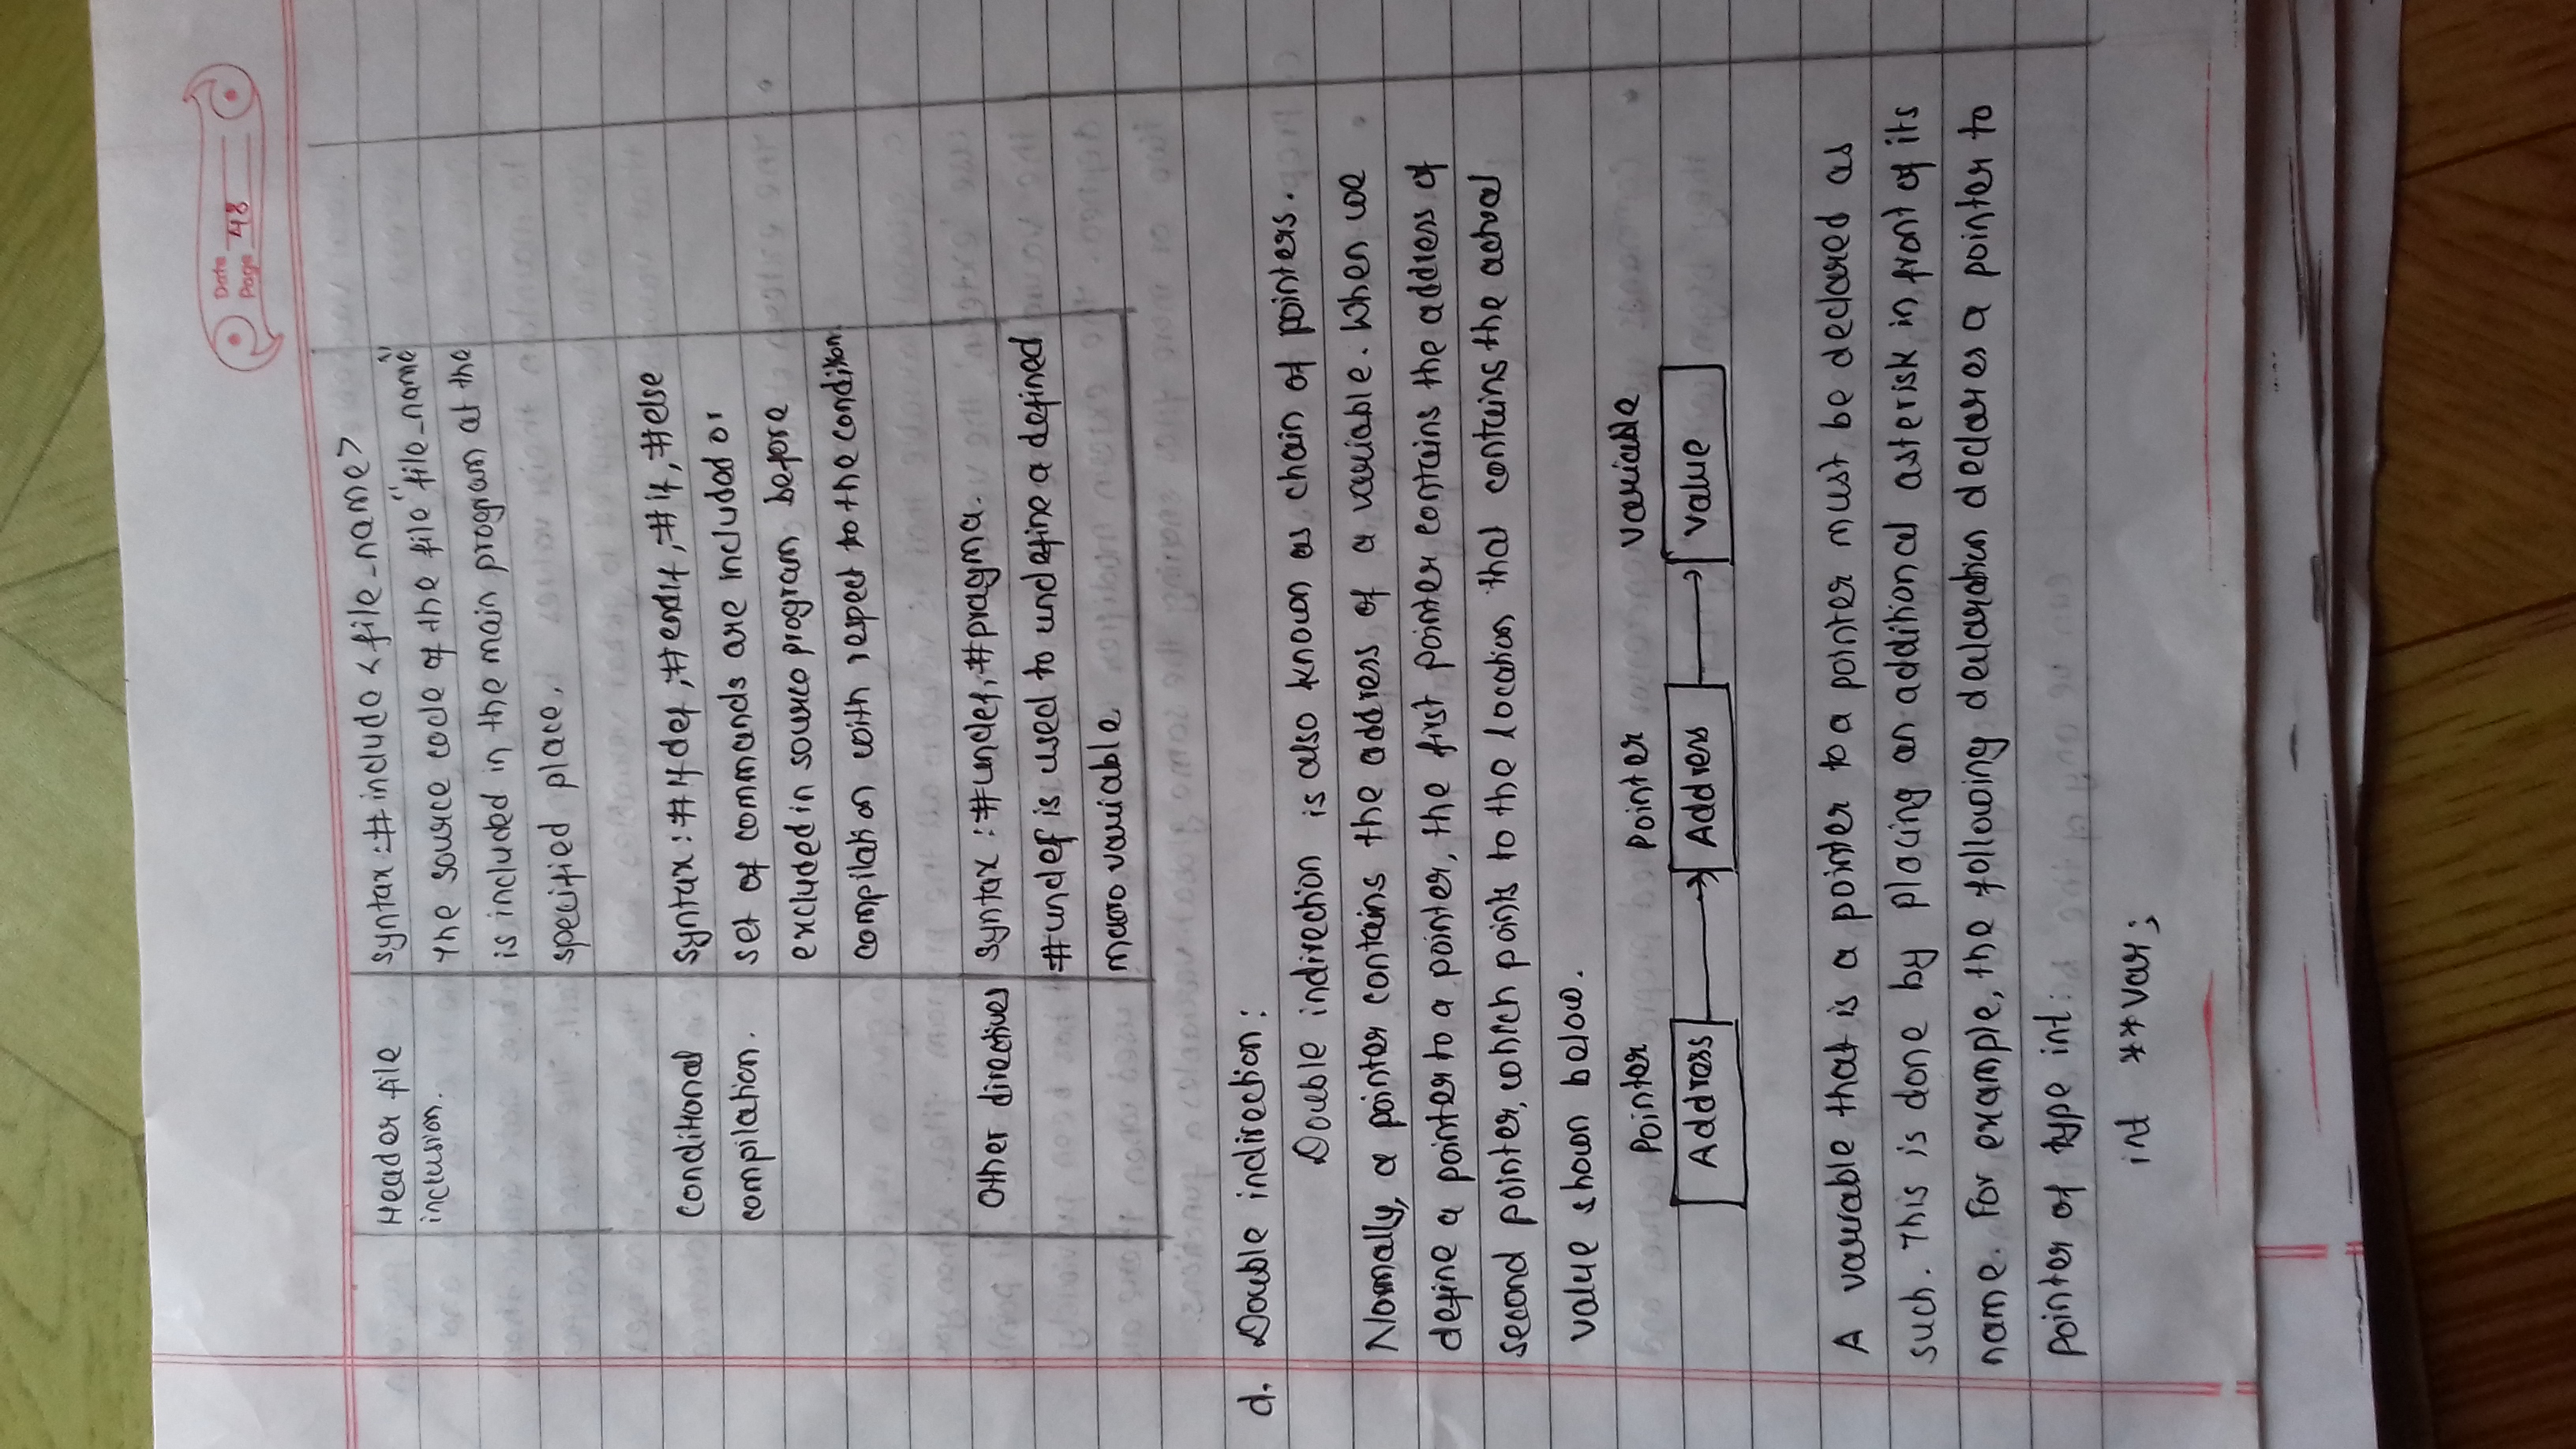 Date
Page 48
Header file
inclusion.
syntax :# include < file_name >
The source code of the file "file_name"
is included in the main program at the
specified place.
Conditional
compilation.
syntax : # if def ,# endif , # if, #else
set of commands are included or
excluded in source program before
compilation with respect to the condition
Other directives
syntax : #undef, #pragma.
#undef is used to undefine a defined
macro variable
d. Double indirection :
Double indirection is also known as chain of pointers.
Normally, a pointer contains the address of a variable. When we
define a pointer to a pointer, the first pointer contains the address of
second pointer, which points to the location that contains the actual
value shown below.
Pointer Pointer variable
Address Address value
A variable that is a pointer to a pointer must be declared as
such. This is done by placing an additional asterisk in front of its
name. For example, the following declaration declares a pointer to
pointer of type int:
int **var;